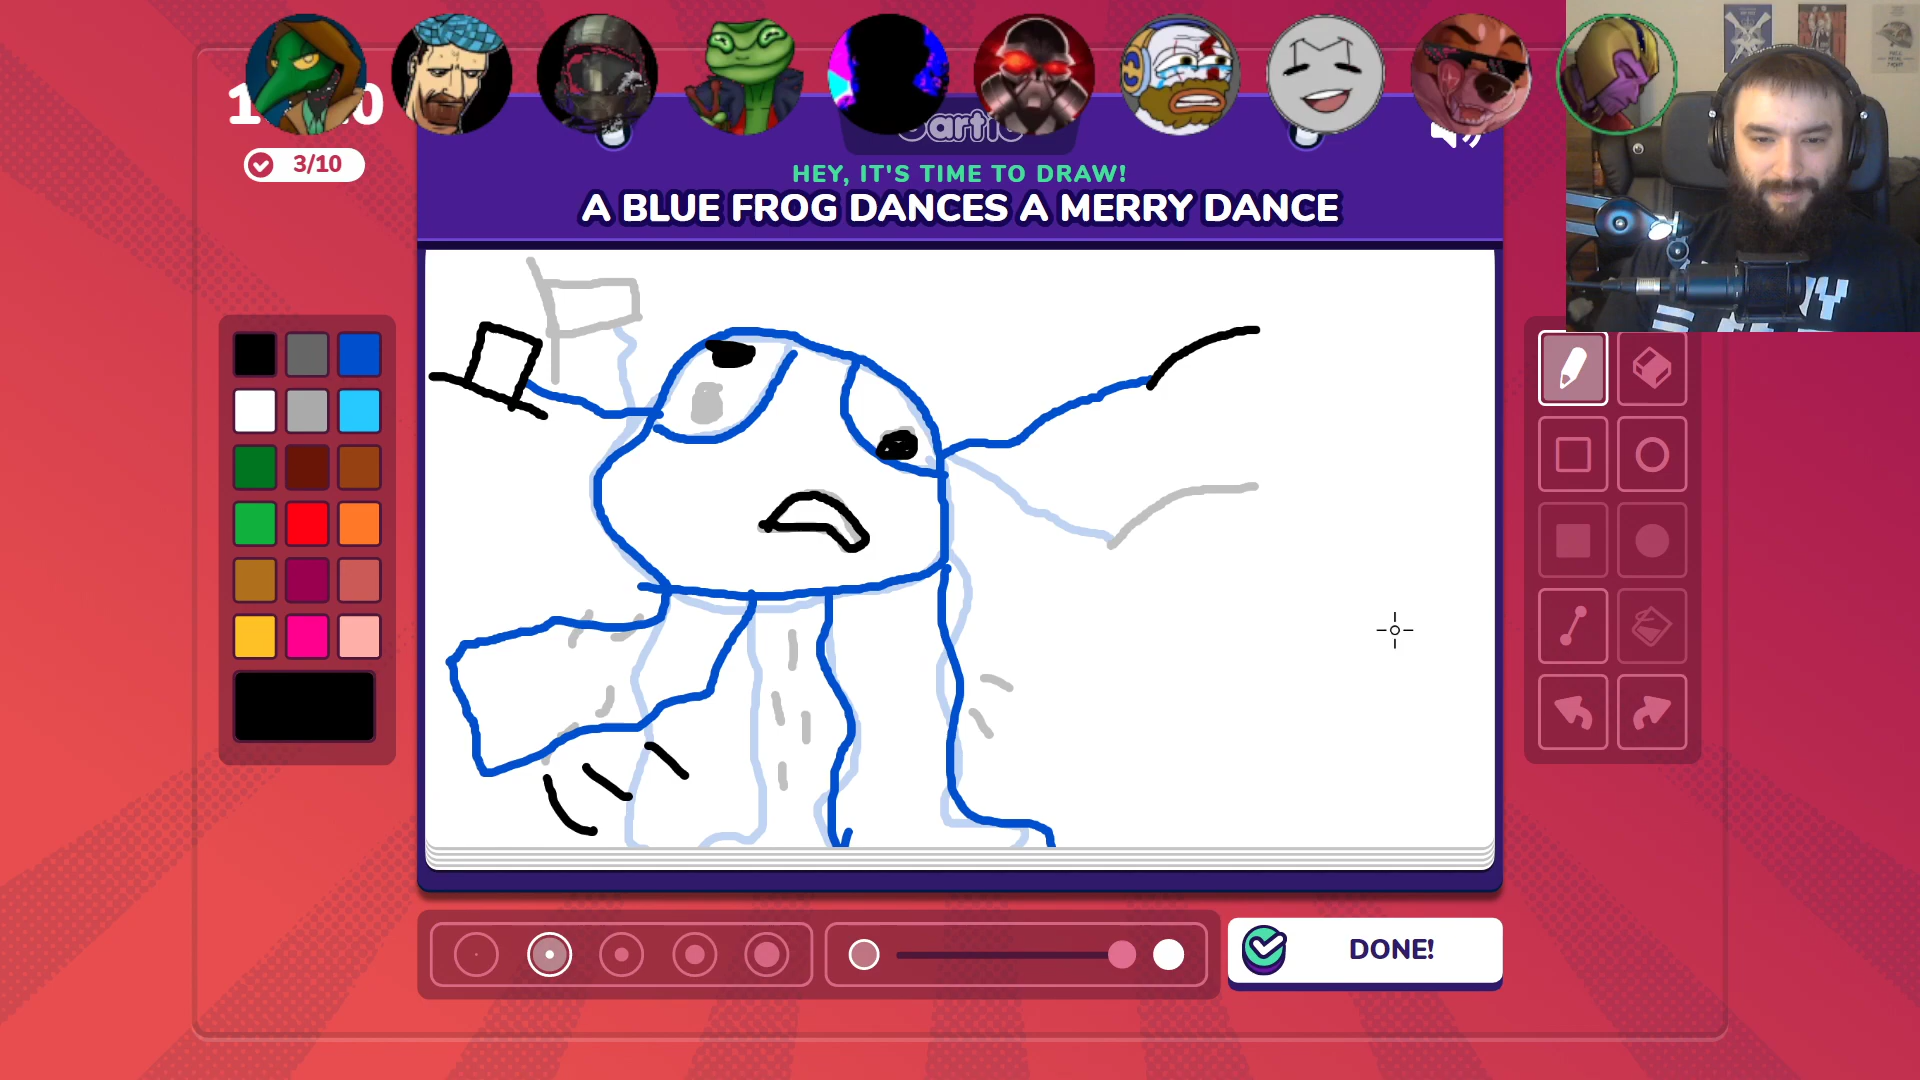 3/10
HEY, IT'S TIME TO DRAW!
A BLUE FROG DANCES A MERRY DANCE
DONE!